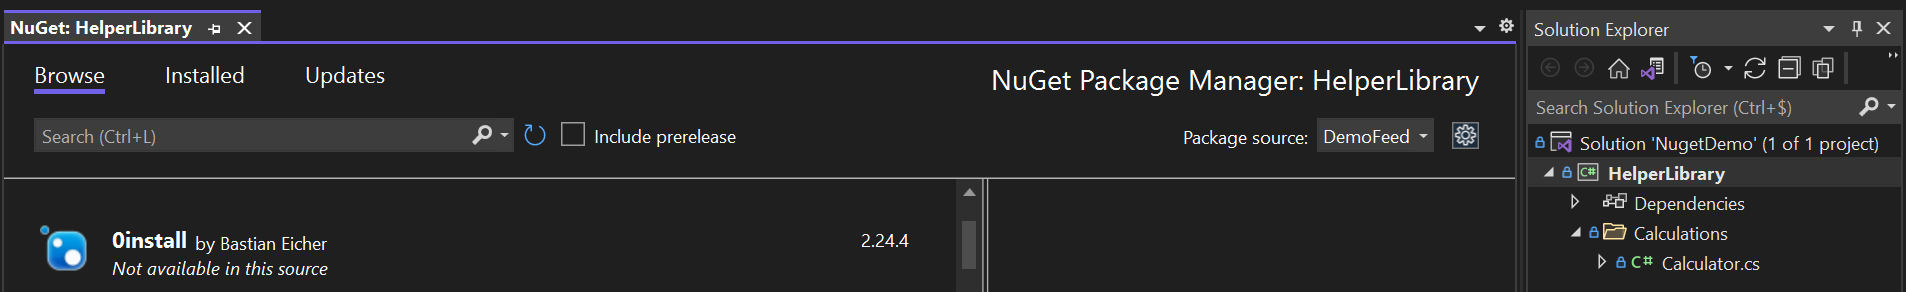 NuGet: HelperLibrary
Browse
Installed
Updates
NuGet Package Manager: HelperLibrary
Search (Ctrl+L)
Include prerelease
Package source: DemoFeed
0install by Bastian Eicher
2.24.4
Not available in this source
Solution Explorer
Search Solution Explorer (Ctrl+$)
Solution 'NugetDemo' (1 of 1 project)
C# HelperLibrary
Dependencies
Calculations
C# Calculator.cs